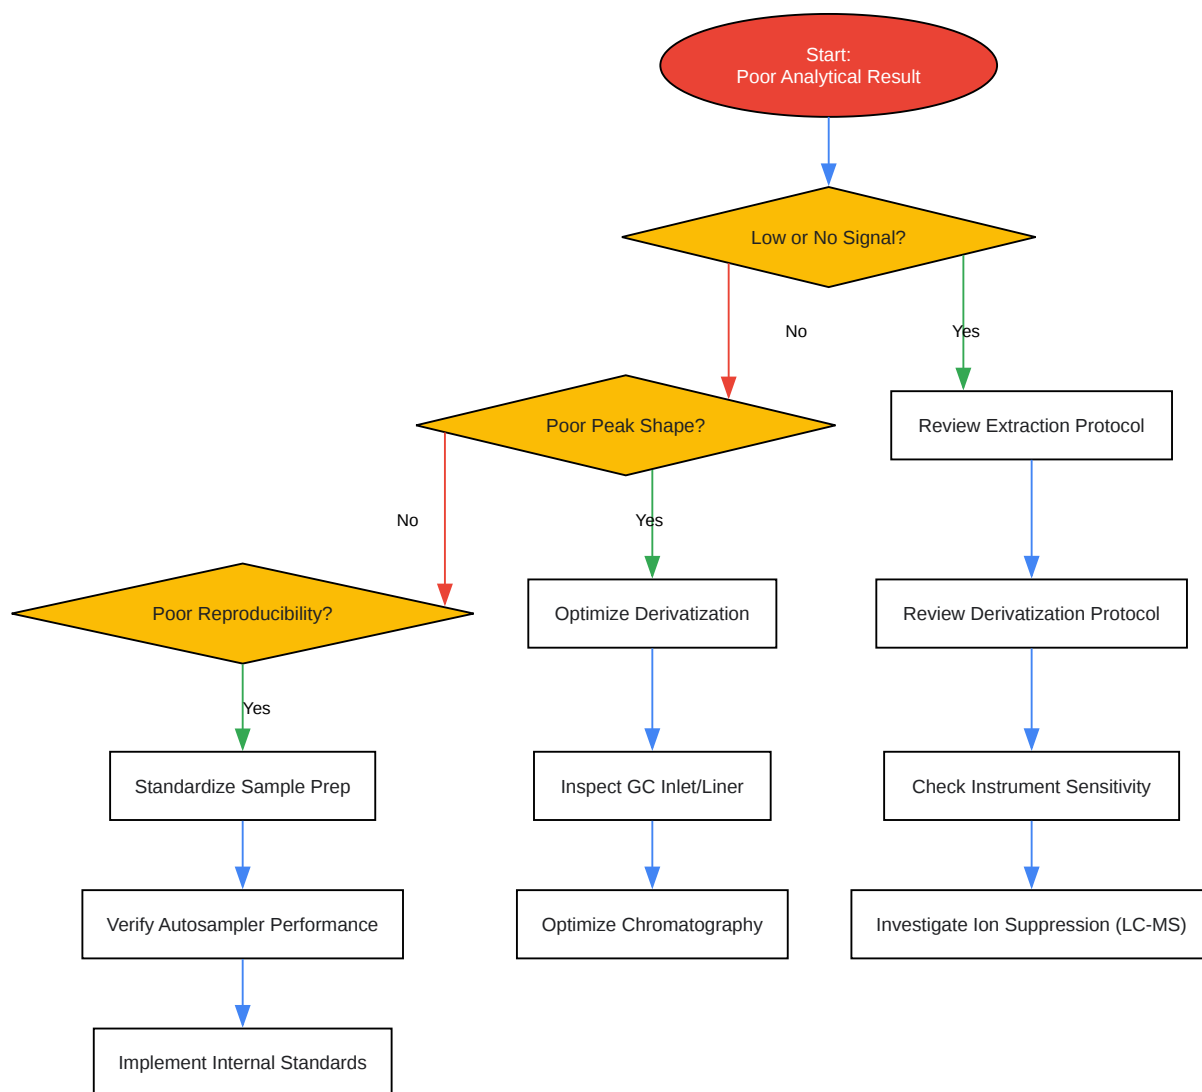 Start:
Poor Analytical Result
Low or No Signal?
No
Yes
Poor Peak Shape?
Review Extraction Protocol
No
Yes
Poor Reproducibility?
Optimize Derivatization
Review Derivatization Protocol
Yes
Standardize Sample Prep
Inspect GC Inlet/Liner
Check Instrument Sensitivity
Verify Autosampler Performance
Optimize Chromatography
Investigate Ion Suppression (LC-MS)
Implement Internal Standards